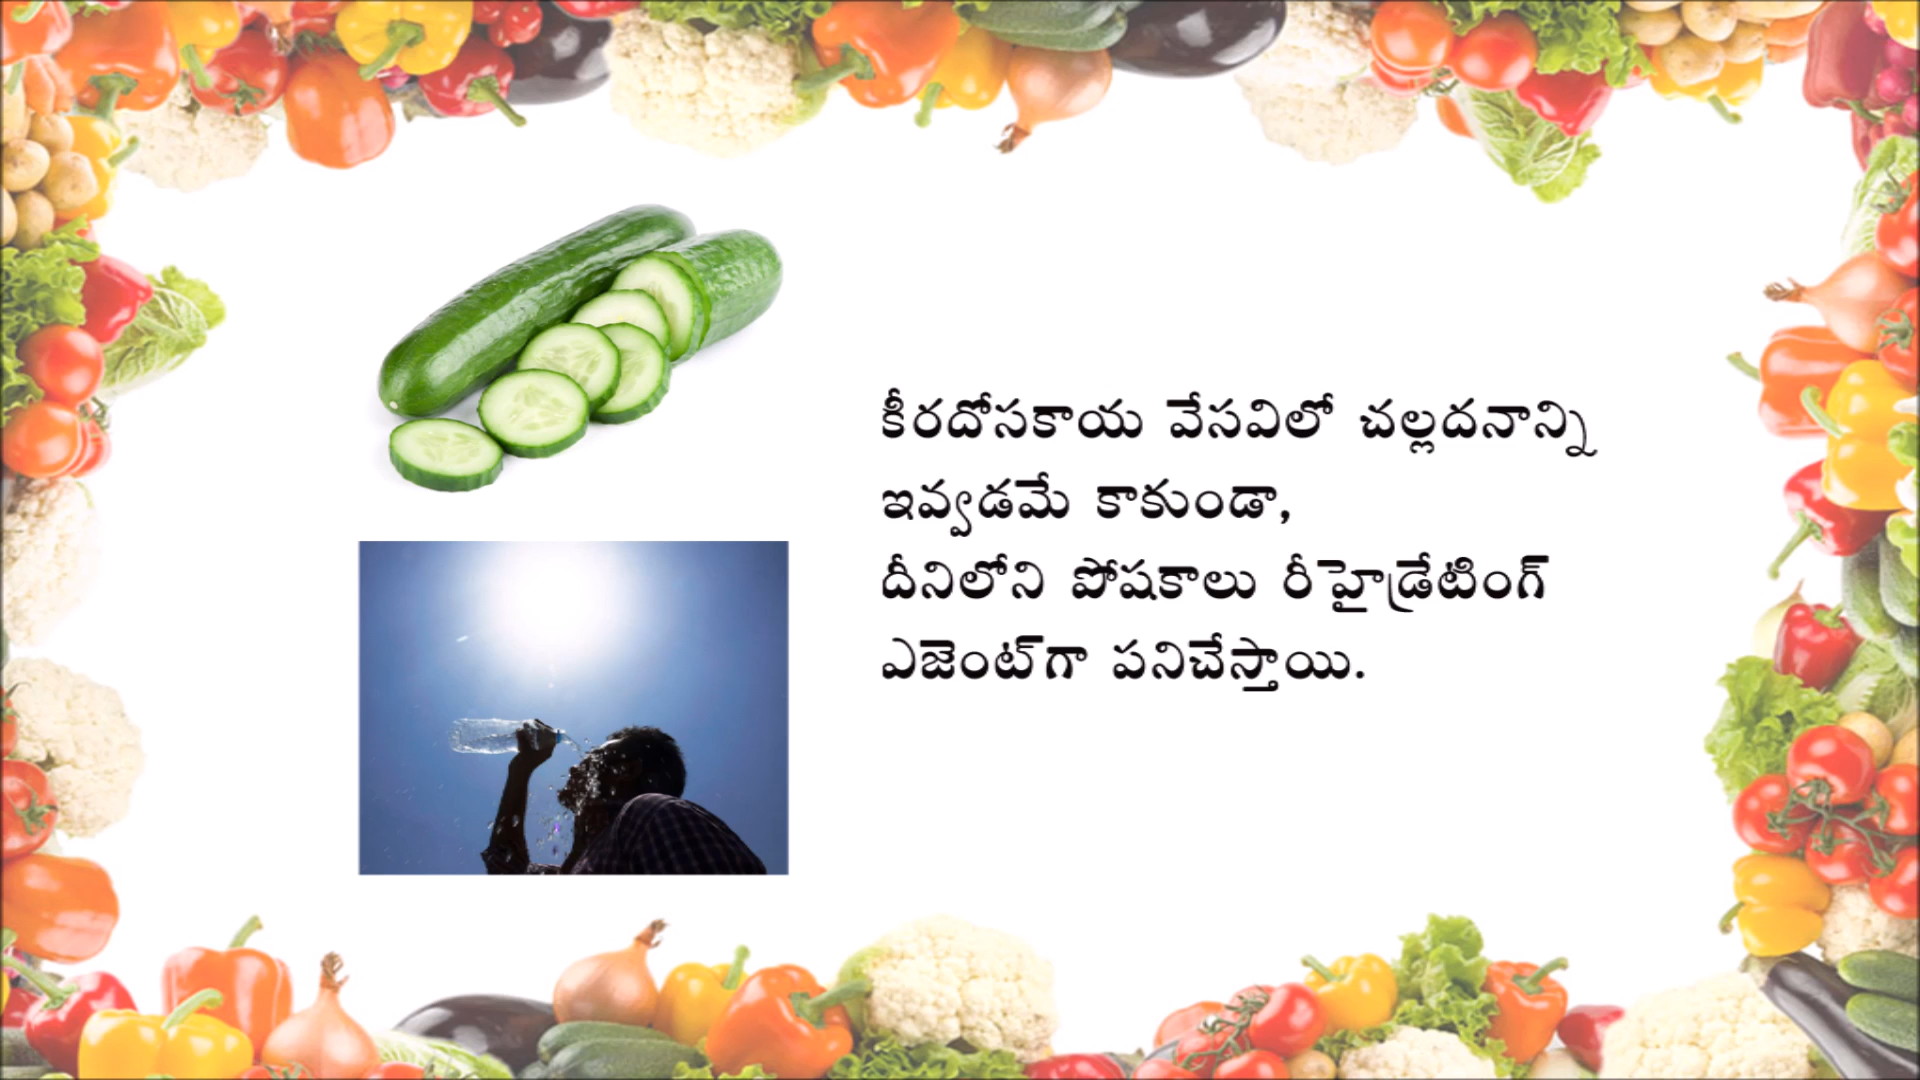 కీరదోసకాయ వేసవిలో చల్లదనాన్ని
ఇవ్వడమే కాకుండా,
దీనిలోని పోషకాలు రీహైడ్రేటింగ్
ఎజెంట్‌గా పనిచేస్తాయి.